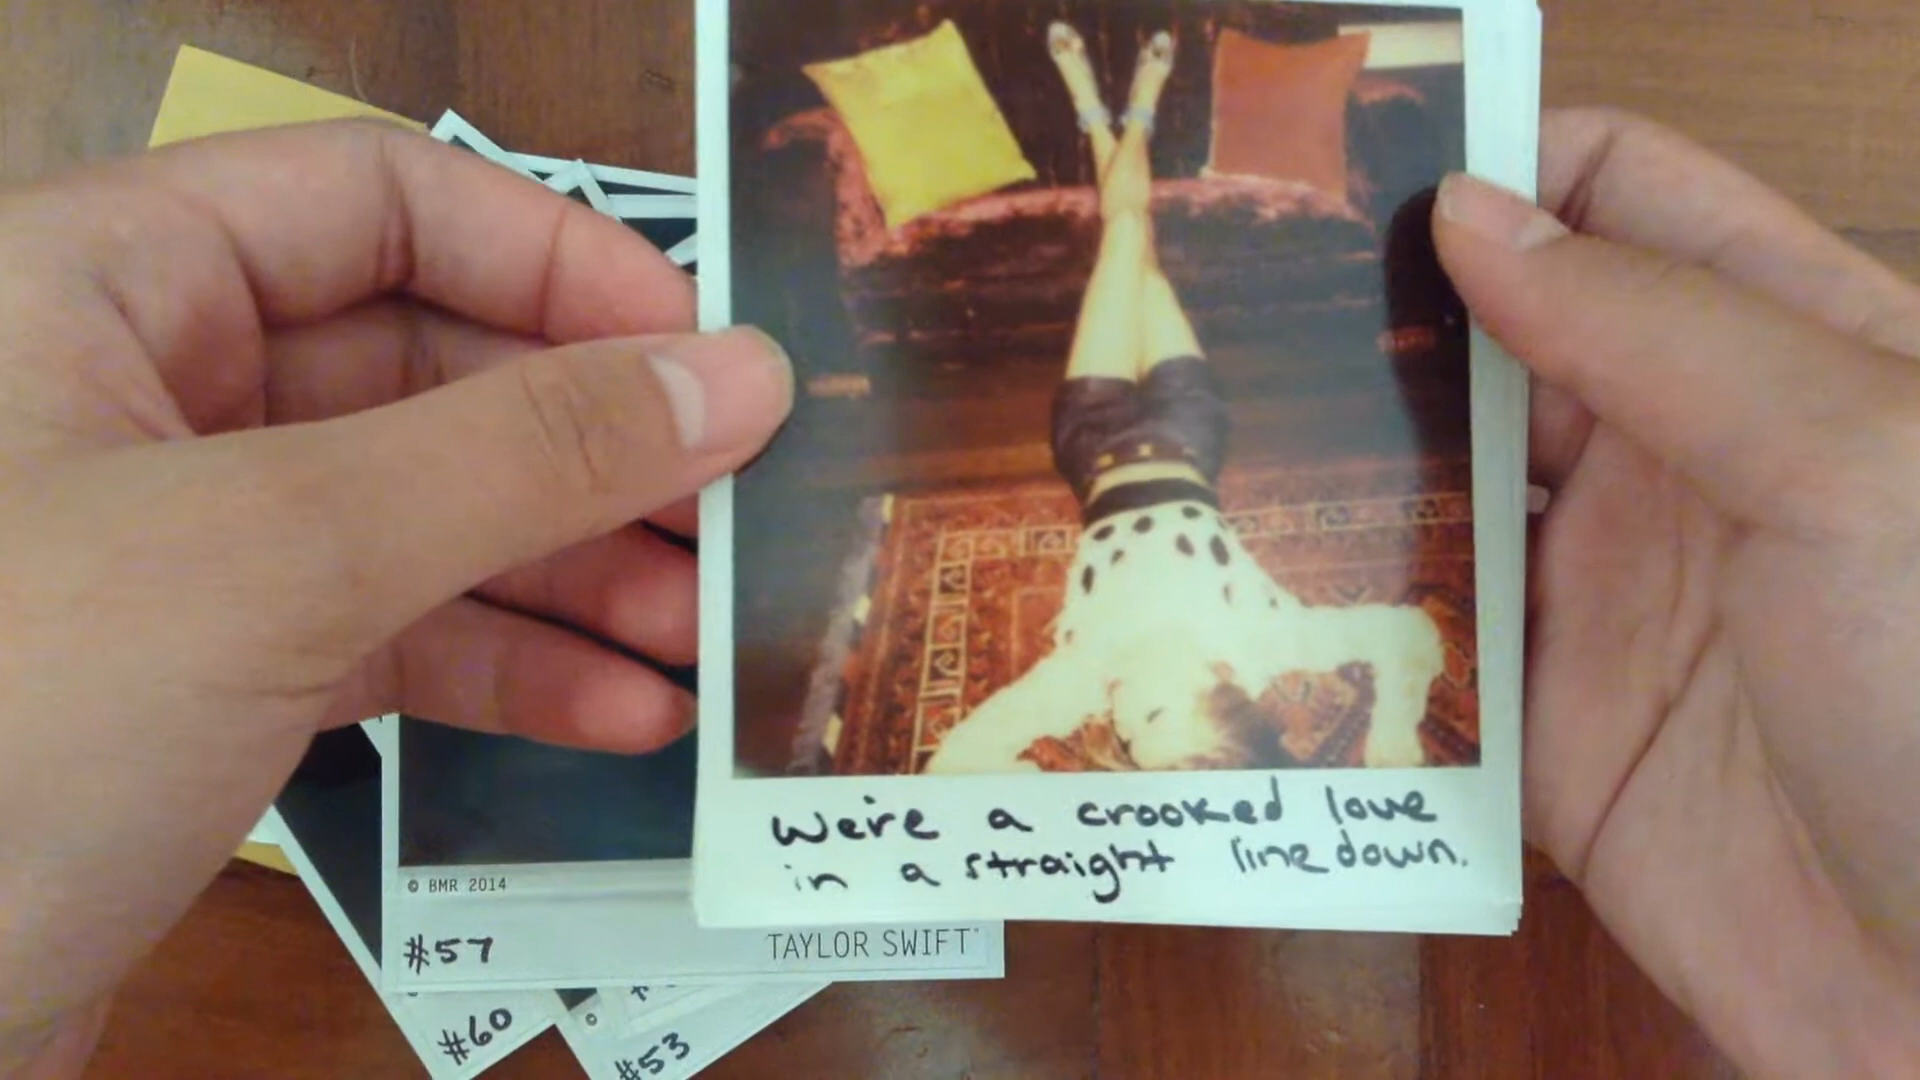 We're a crooked love
in a straight line down.
© BMR 2014
#57
TAYLOR SWIFT
#60
©
#53